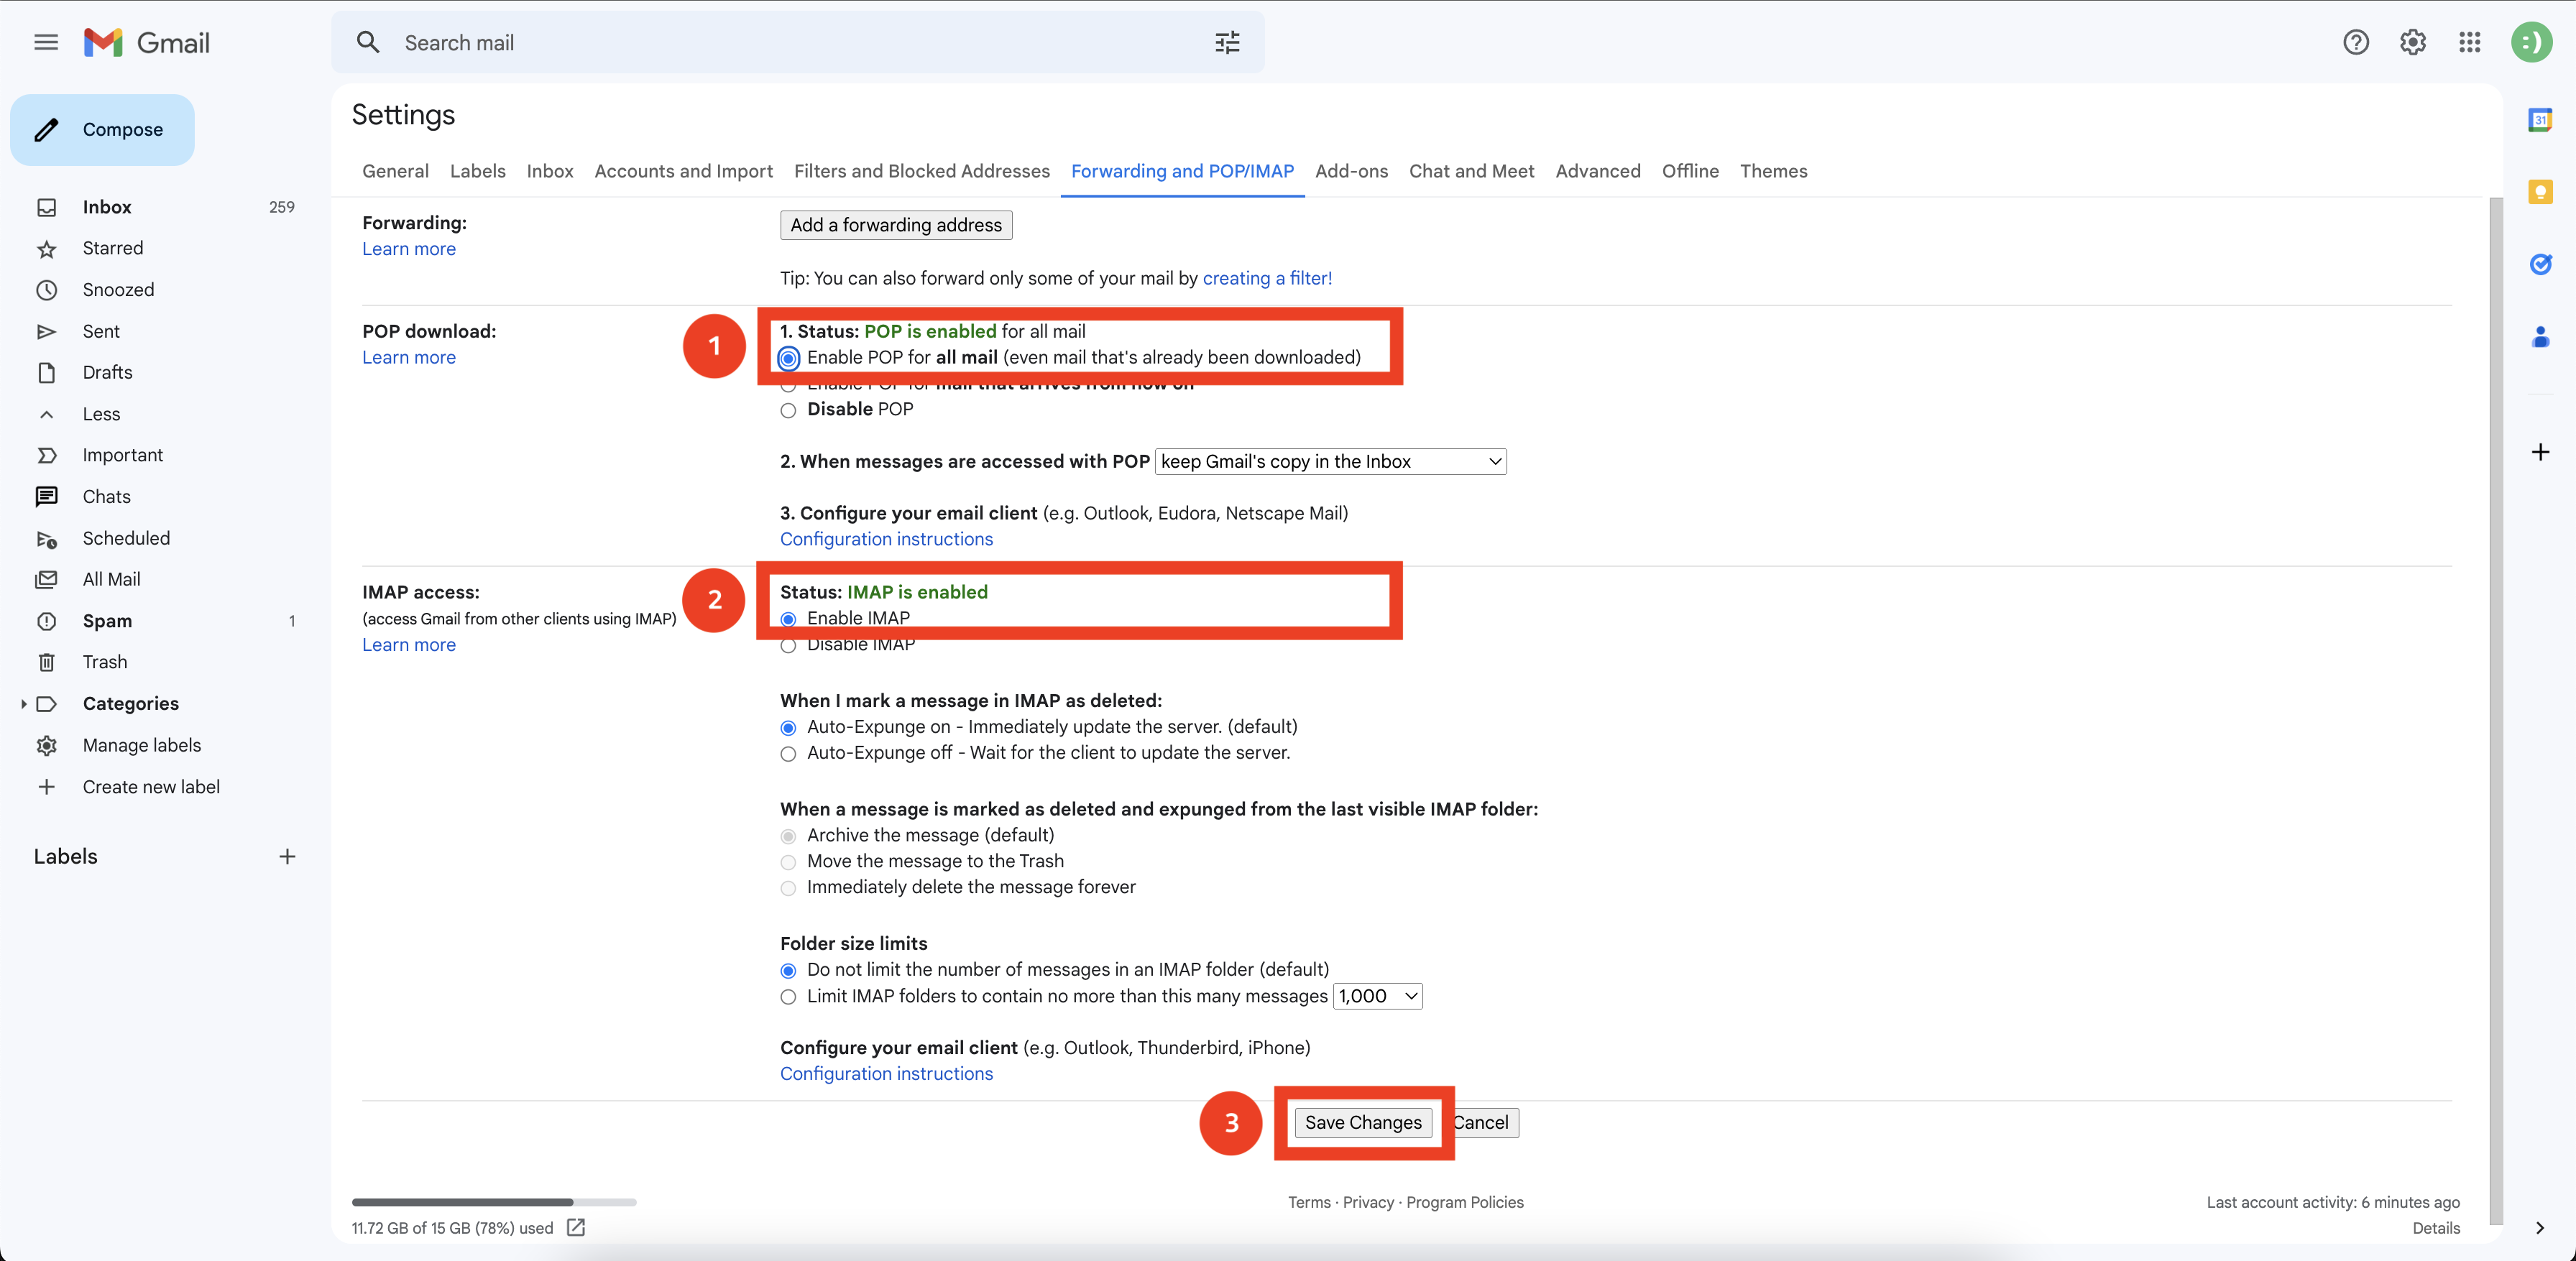 Gmail
Search mail
:)
Compose
Inbox 259
Starred
Snoozed
Sent
Drafts
Less
Important
Chats
Scheduled
All Mail
Spam 1
Trash
Categories
Manage labels
Create new label
Labels
Settings
General Labels Inbox Accounts and Import Filters and Blocked Addresses Forwarding and POP/IMAP Add-ons Chat and Meet Advanced Offline Themes
Forwarding:
Learn more
Add a forwarding address
Tip: You can also forward only some of your mail by creating a filter!
POP download:
Learn more
1
1. Status: POP is enabled for all mail
Enable POP for all mail (even mail that's already been downloaded)
Enable POP for mail that arrives from now on
Disable POP
2. When messages are accessed with POP keep Gmail's copy in the Inbox
3. Configure your email client (e.g. Outlook, Eudora, Netscape Mail)
Configuration instructions
IMAP access:
(access Gmail from other clients using IMAP)
Learn more
2
Status: IMAP is enabled
Enable IMAP
Disable IMAP
When I mark a message in IMAP as deleted:
Auto-Expunge on - Immediately update the server. (default)
Auto-Expunge off - Wait for the client to update the server.
When a message is marked as deleted and expunged from the last visible IMAP folder:
Archive the message (default)
Move the message to the Trash
Immediately delete the message forever
Folder size limits
Do not limit the number of messages in an IMAP folder (default)
Limit IMAP folders to contain no more than this many messages 1,000
Configure your email client (e.g. Outlook, Thunderbird, iPhone)
Configuration instructions
3
Save Changes Cancel
11.72 GB of 15 GB (78%) used
Terms · Privacy · Program Policies
Last account activity: 6 minutes ago
Details
31